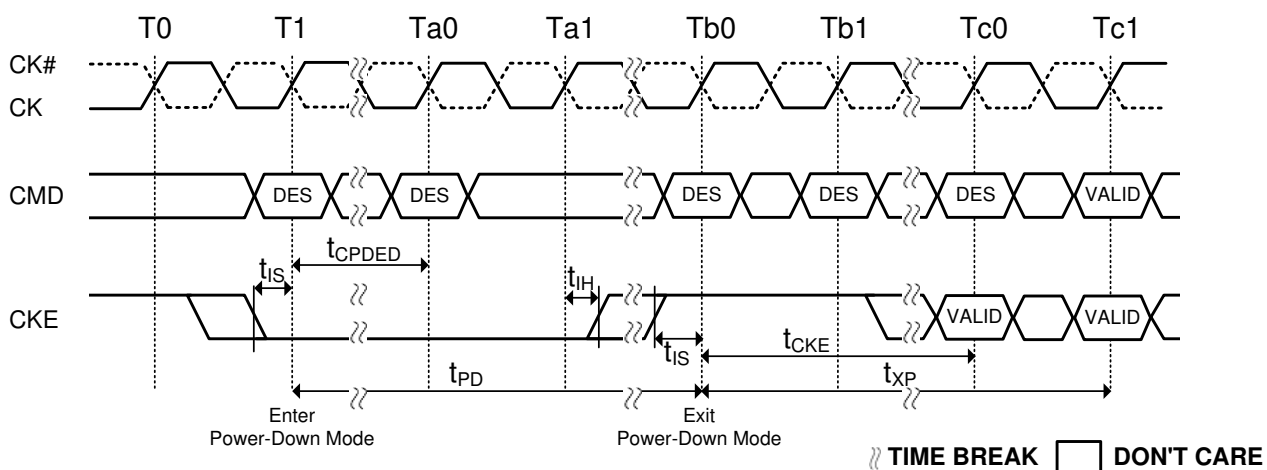 T0 T1 Ta0 Ta1 Tb0 Tb1 Tc0 Tc1
CK#
CK
CMD DES DES DES DES DES VALID
tCPDED
tIS tIH
CKE VALID VALID
tIS tCKE
tPD tXP
Enter
Power-Down Mode
Exit
Power-Down Mode
TIME BREAK DON'T CARE